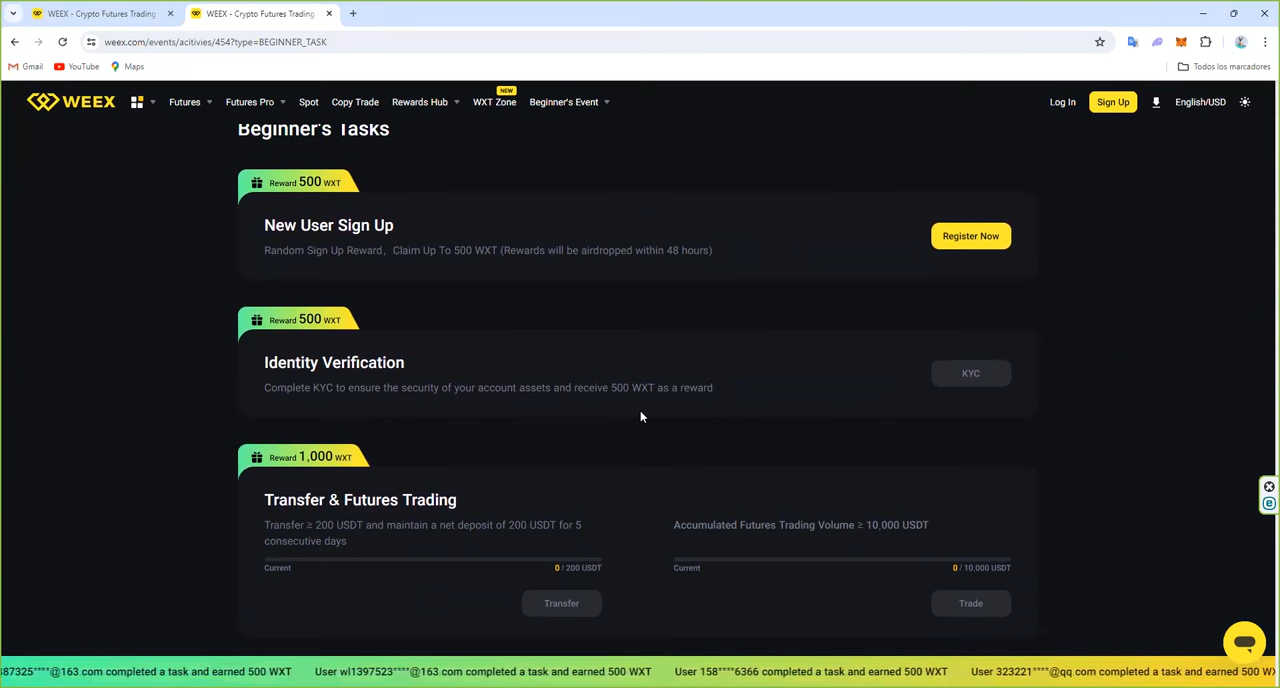 WEEX - Crypto Futures Trading
WEEX - Crypto Futures Trading
weex.com/events/acitivies/454?type=BEGINNER_TASK
Gmail
YouTube
Maps
Todos los marcadores
WEEX
Futures
Futures Pro
Spot
Copy Trade
Rewards Hub
NEW
WXT Zone
Beginner's Event
Log In
Sign Up
English/USD
Beginner's Tasks
Reward 500 WXT
New User Sign Up
Random Sign Up Reward, Claim Up To 500 WXT (Rewards will be airdropped within 48 hours)
Register Now
Reward 500 WXT
Identity Verification
Complete KYC to ensure the security of your account assets and receive 500 WXT as a reward
KYC
Reward 1,000 WXT
Transfer & Futures Trading
Transfer ≥ 200 USDT and maintain a net deposit of 200 USDT for 5
consecutive days
Current
0 / 200 USDT
Transfer
Accumulated Futures Trading Volume ≥ 10,000 USDT
Current
0 / 10,000 USDT
Trade
87325****@163.com completed a task and earned 500 WXT
User wl1397523****@163.com completed a task and earned 500 WXT
User 158****6366 completed a task and earned 500 WXT
User 323221****@qq.com completed a task and earned 500